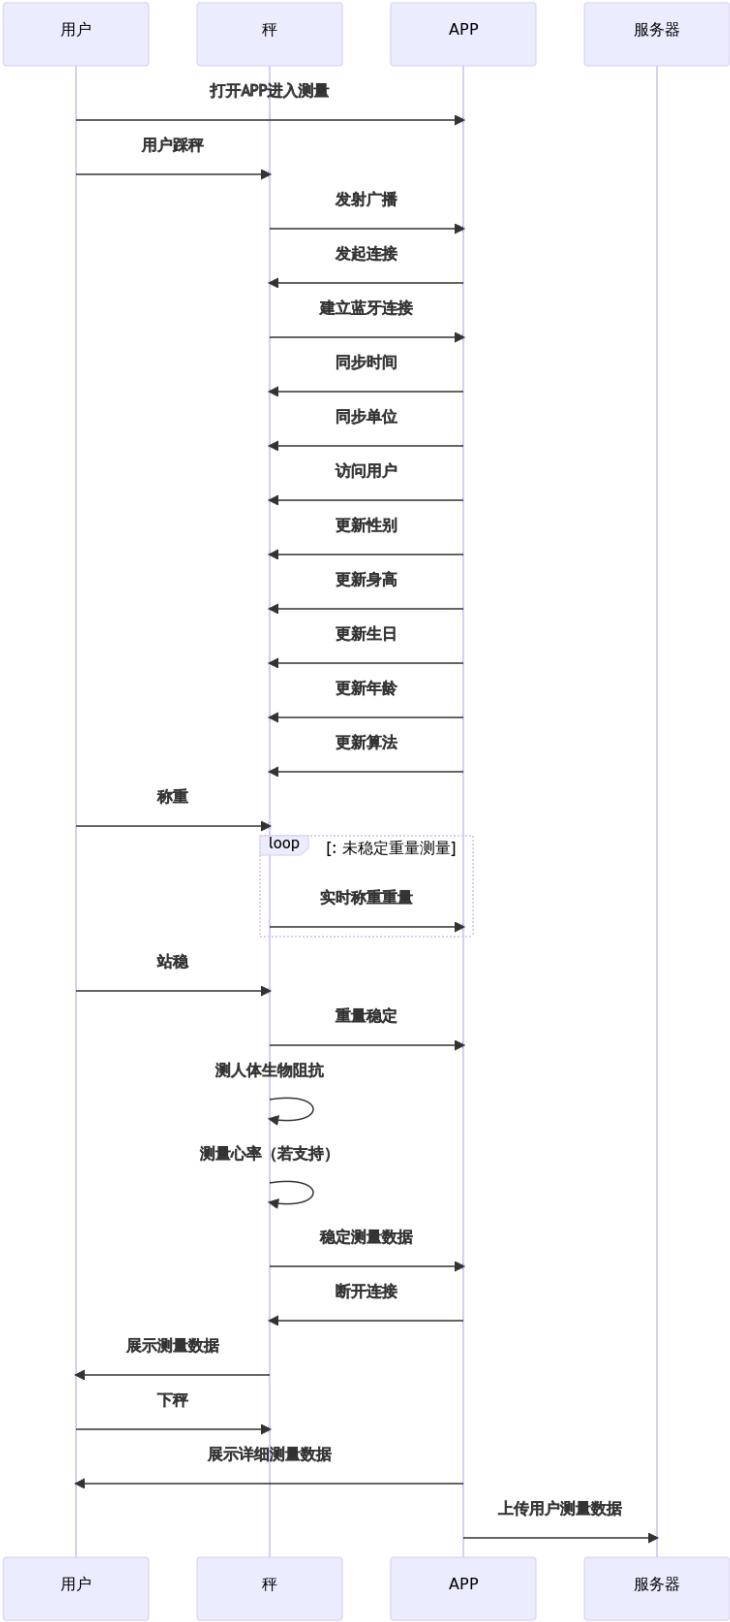 用户
秤
APP
服务器
打开APP进入测量
用户踩秤
发射广播
发起连接
建立蓝牙连接
同步时间
同步单位
访问用户
更新性别
更新身高
更新生日
更新年龄
更新算法
称重
loop
[: 未稳定重量测量]
实时称重重量
站稳
重量稳定
测人体生物阻抗
测量心率（若支持）
稳定测量数据
断开连接
展示测量数据
下秤
展示详细测量数据
上传用户测量数据
用户
秤
APP
服务器